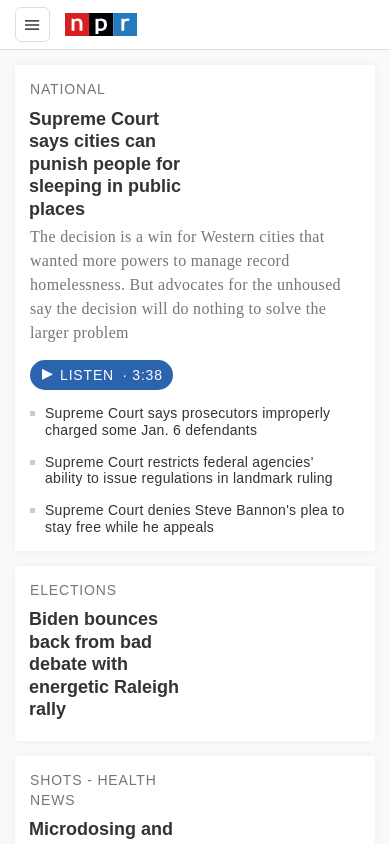 npr
NATIONAL
Supreme Court
says cities can
punish people for
sleeping in public
places
The decision is a win for Western cities that
wanted more powers to manage record
homelessness. But advocates for the unhoused
say the decision will do nothing to solve the
larger problem
LISTEN · 3:38
Supreme Court says prosecutors improperly
charged some Jan. 6 defendants
Supreme Court restricts federal agencies'
ability to issue regulations in landmark ruling
Supreme Court denies Steve Bannon's plea to
stay free while he appeals
ELECTIONS
Biden bounces
back from bad
debate with
energetic Raleigh
rally
SHOTS - HEALTH
NEWS
Microdosing and